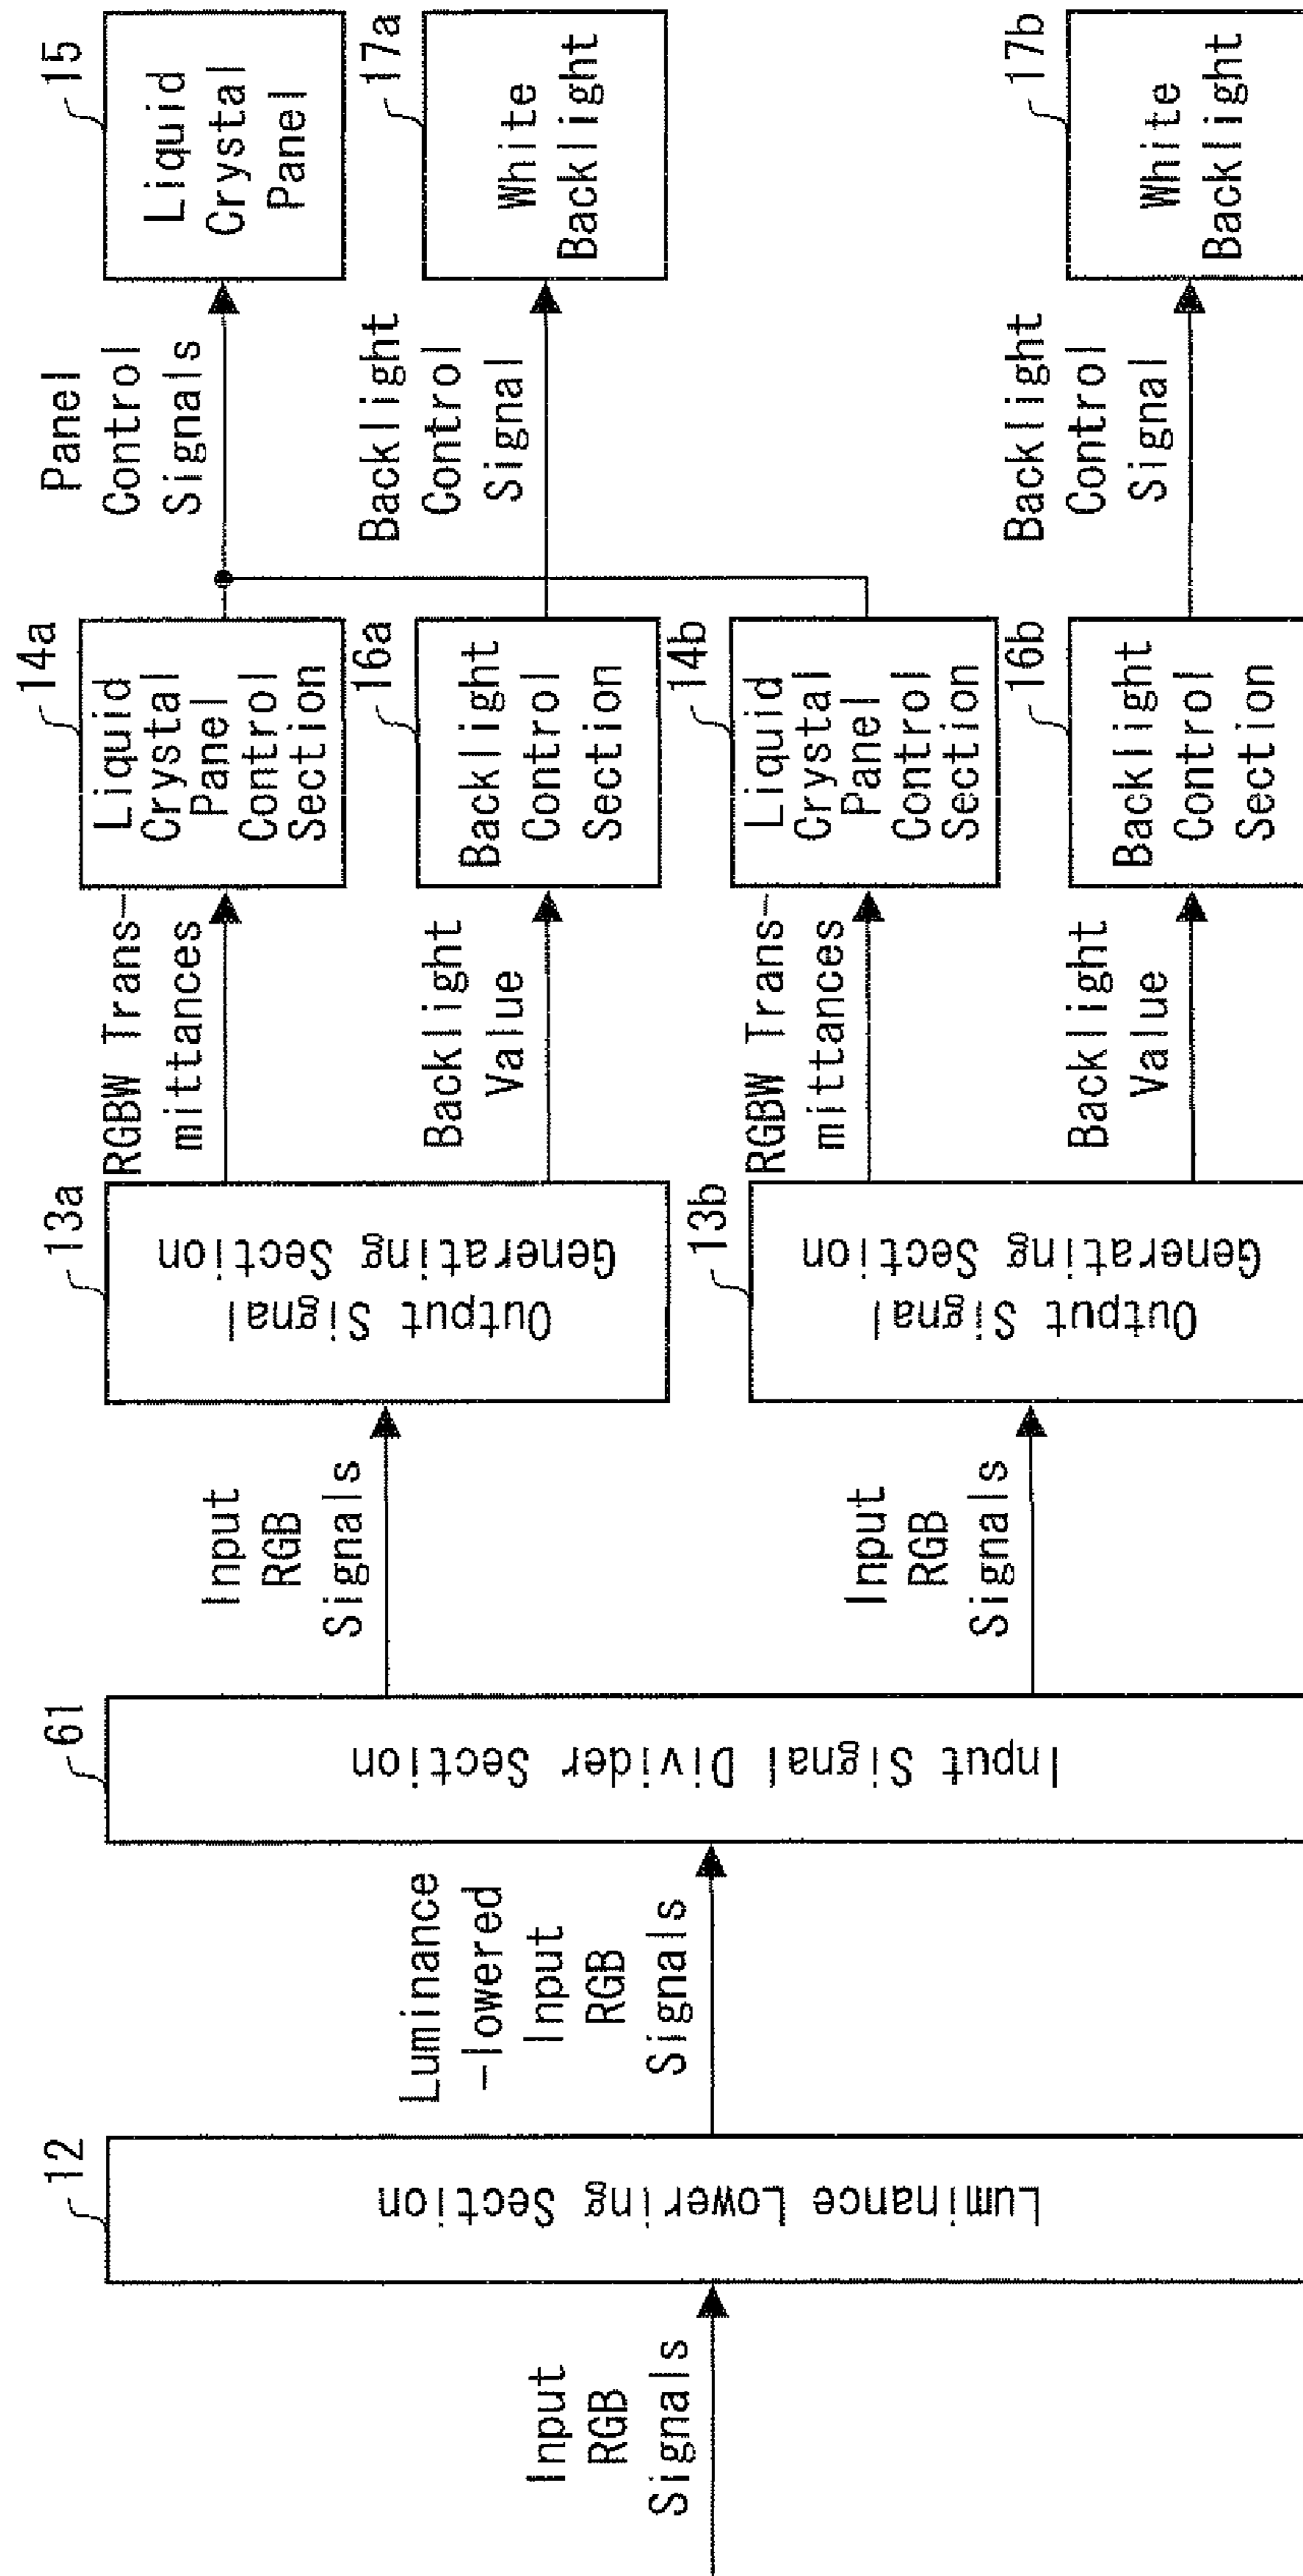 Input
RGB
Signals
12
Luminance Lowering Section
Luminance
-lowered
Input
RGB
Signals
61
Input Signal Divider Section
Input
RGB
Signals
13a
Output Signal
Generating Section
RGBW Trans-
mittances
Backlight
Value
14a
Liquid
Crystal
Panel
Control
Section
16a
Backlight
Control
Section
Panel
Control
Signals
Backlight
Control
Signal
15
Liquid
Crystal
Panel
17a
White
Backlight
Input
RGB
Signals
13b
Output Signal
Generating Section
RGBW Trans-
mittances
Backlight
Value
14b
Liquid
Crystal
Panel
Control
Section
16b
Backlight
Control
Section
Backlight
Control
Signal
17b
White
Backlight